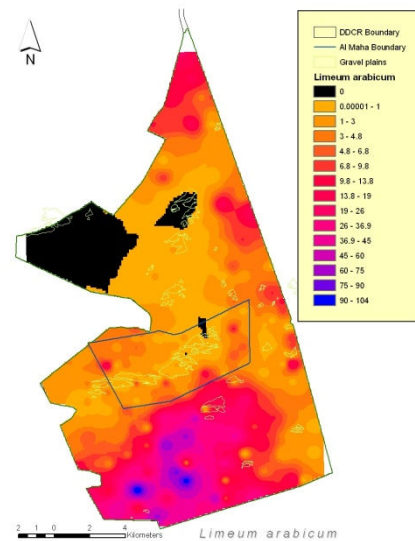 N
DDCR Boundary
Al Maha Boundary
Gravel plains
Limeum arabicum
0
0.00001 - 1
1 - 3
3 - 4.8
4.8 - 6.8
6.8 - 9.8
9.8 - 13.8
13.8 - 19
19 - 26
26 - 36.9
36.9 - 45
45 - 60
60 - 75
75 - 90
90 - 104
2 1 0 2 4
Kilometers
Limeum arabicum